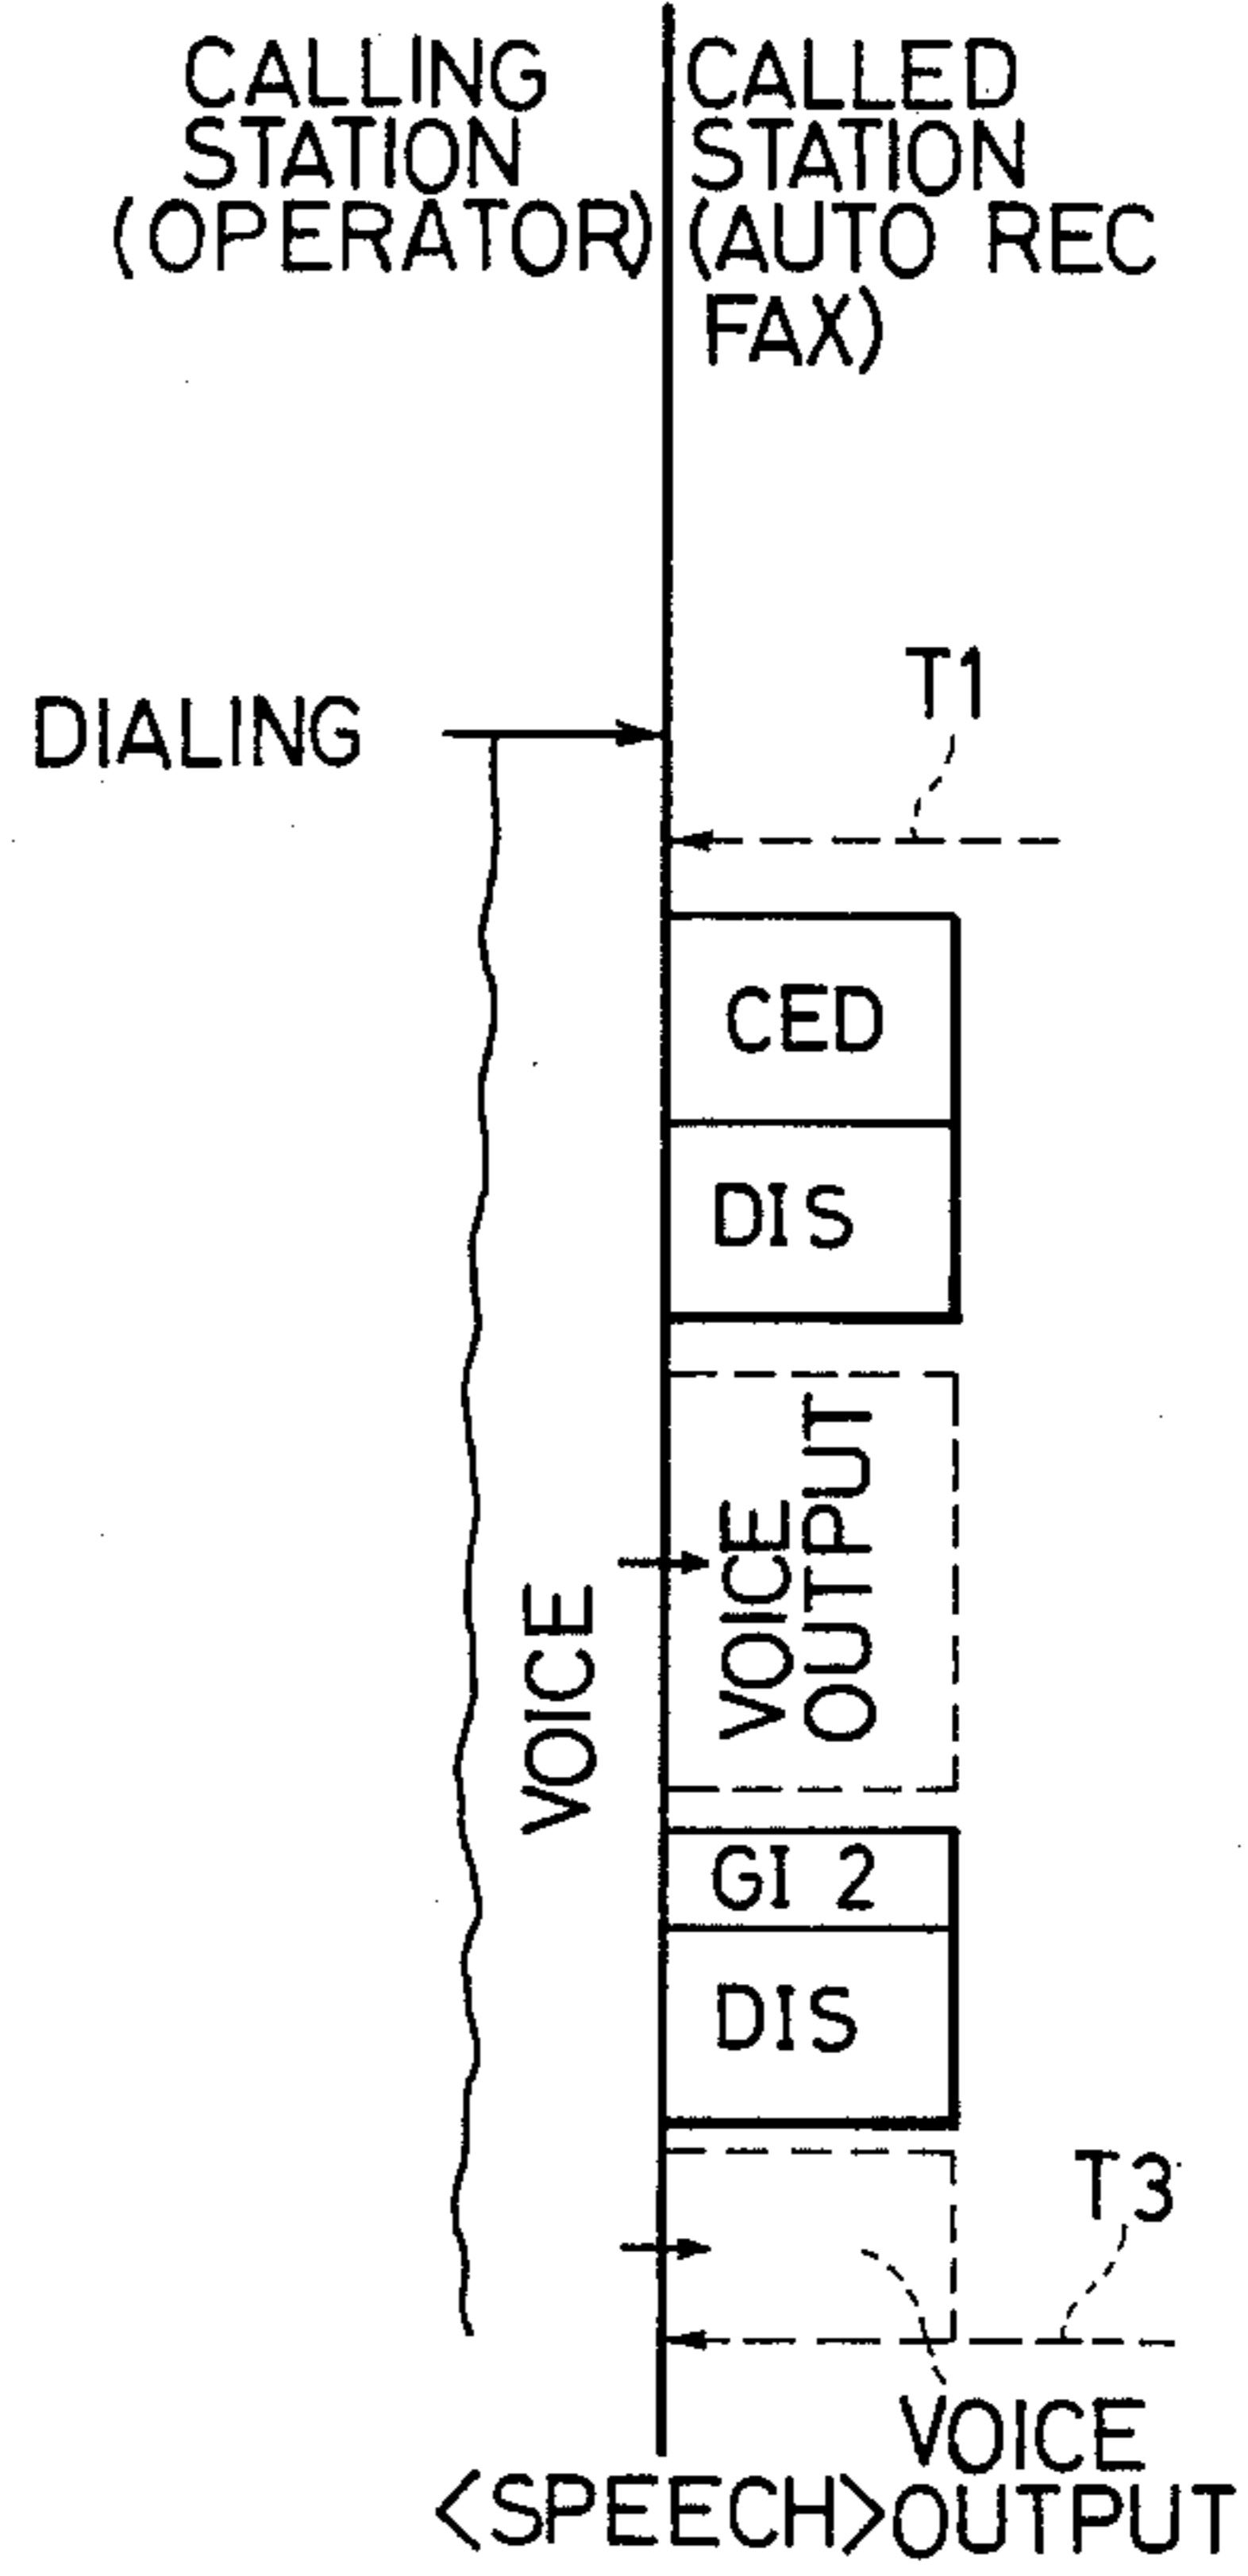 CALLING
STATION
(OPERATOR)
CALLED
STATION
(AUTO REC
FAX)
T1
DIALING
CED
DIS
VOICE
OUTPUT
VOICE
GI 2
DIS
T3
VOICE
OUTPUT
<SPEECH>